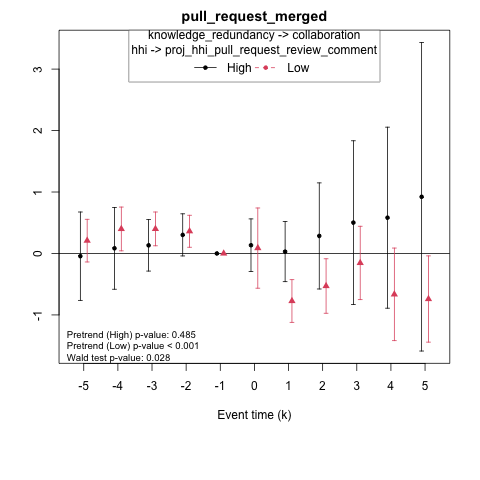 pull_request_merged
knowledge_redundancy -> collaboration
hhi -> proj_hhi_pull_request_review_comment
High Low
3
2
1
0
-1
Pretrend (High) p-value: 0.485
Pretrend (Low) p-value < 0.001
Wald test p-value: 0.028
-5 -4 -3 -2 -1 0 1 2 3 4 5
Event time (k)